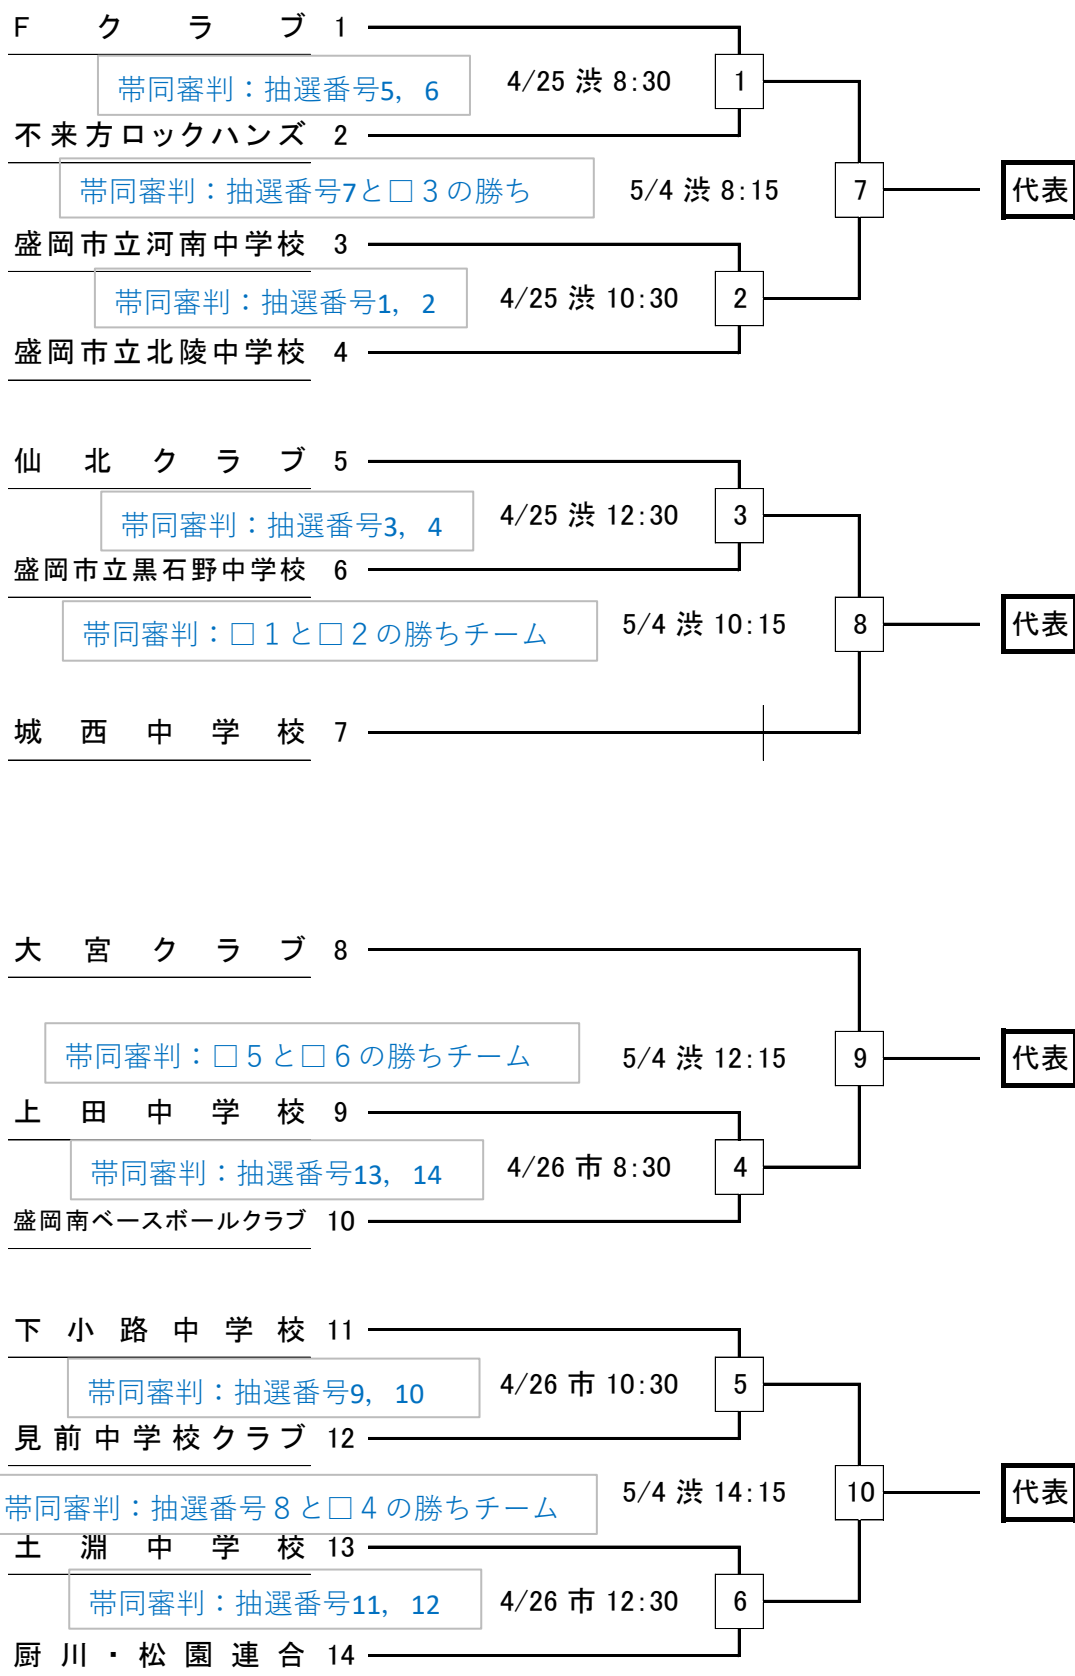 Fクラブ 1
帯同審判：抽選番号5, 6 4/25 渋 8:30 1
不来方ロックハンズ 2
帯同審判：抽選番号7と□３の勝ち 5/4 渋 8:15 7 代表
盛岡市立河南中学校 3
帯同審判：抽選番号1, 2 4/25 渋 10:30 2
盛岡市立北陵中学校 4
仙北クラブ 5
帯同審判：抽選番号3, 4 4/25 渋 12:30 3
盛岡市立黒石野中学校 6
帯同審判：□１と□２の勝ちチーム 5/4 渋 10:15 8 代表
城西中学校 7
大宮クラブ 8
帯同審判：□５と□６の勝ちチーム 5/4 渋 12:15 9 代表
上田中学校 9
帯同審判：抽選番号13, 14 4/26 市 8:30 4
盛岡南ベースボールクラブ 10
下小路中学校 11
帯同審判：抽選番号9, 10 4/26 市 10:30 5
見前中学校クラブ 12
帯同審判：抽選番号８と□４の勝ちチーム 5/4 渋 14:15 10 代表
土淵中学校 13
帯同審判：抽選番号11, 12 4/26 市 12:30 6
厨川・松園連合 14